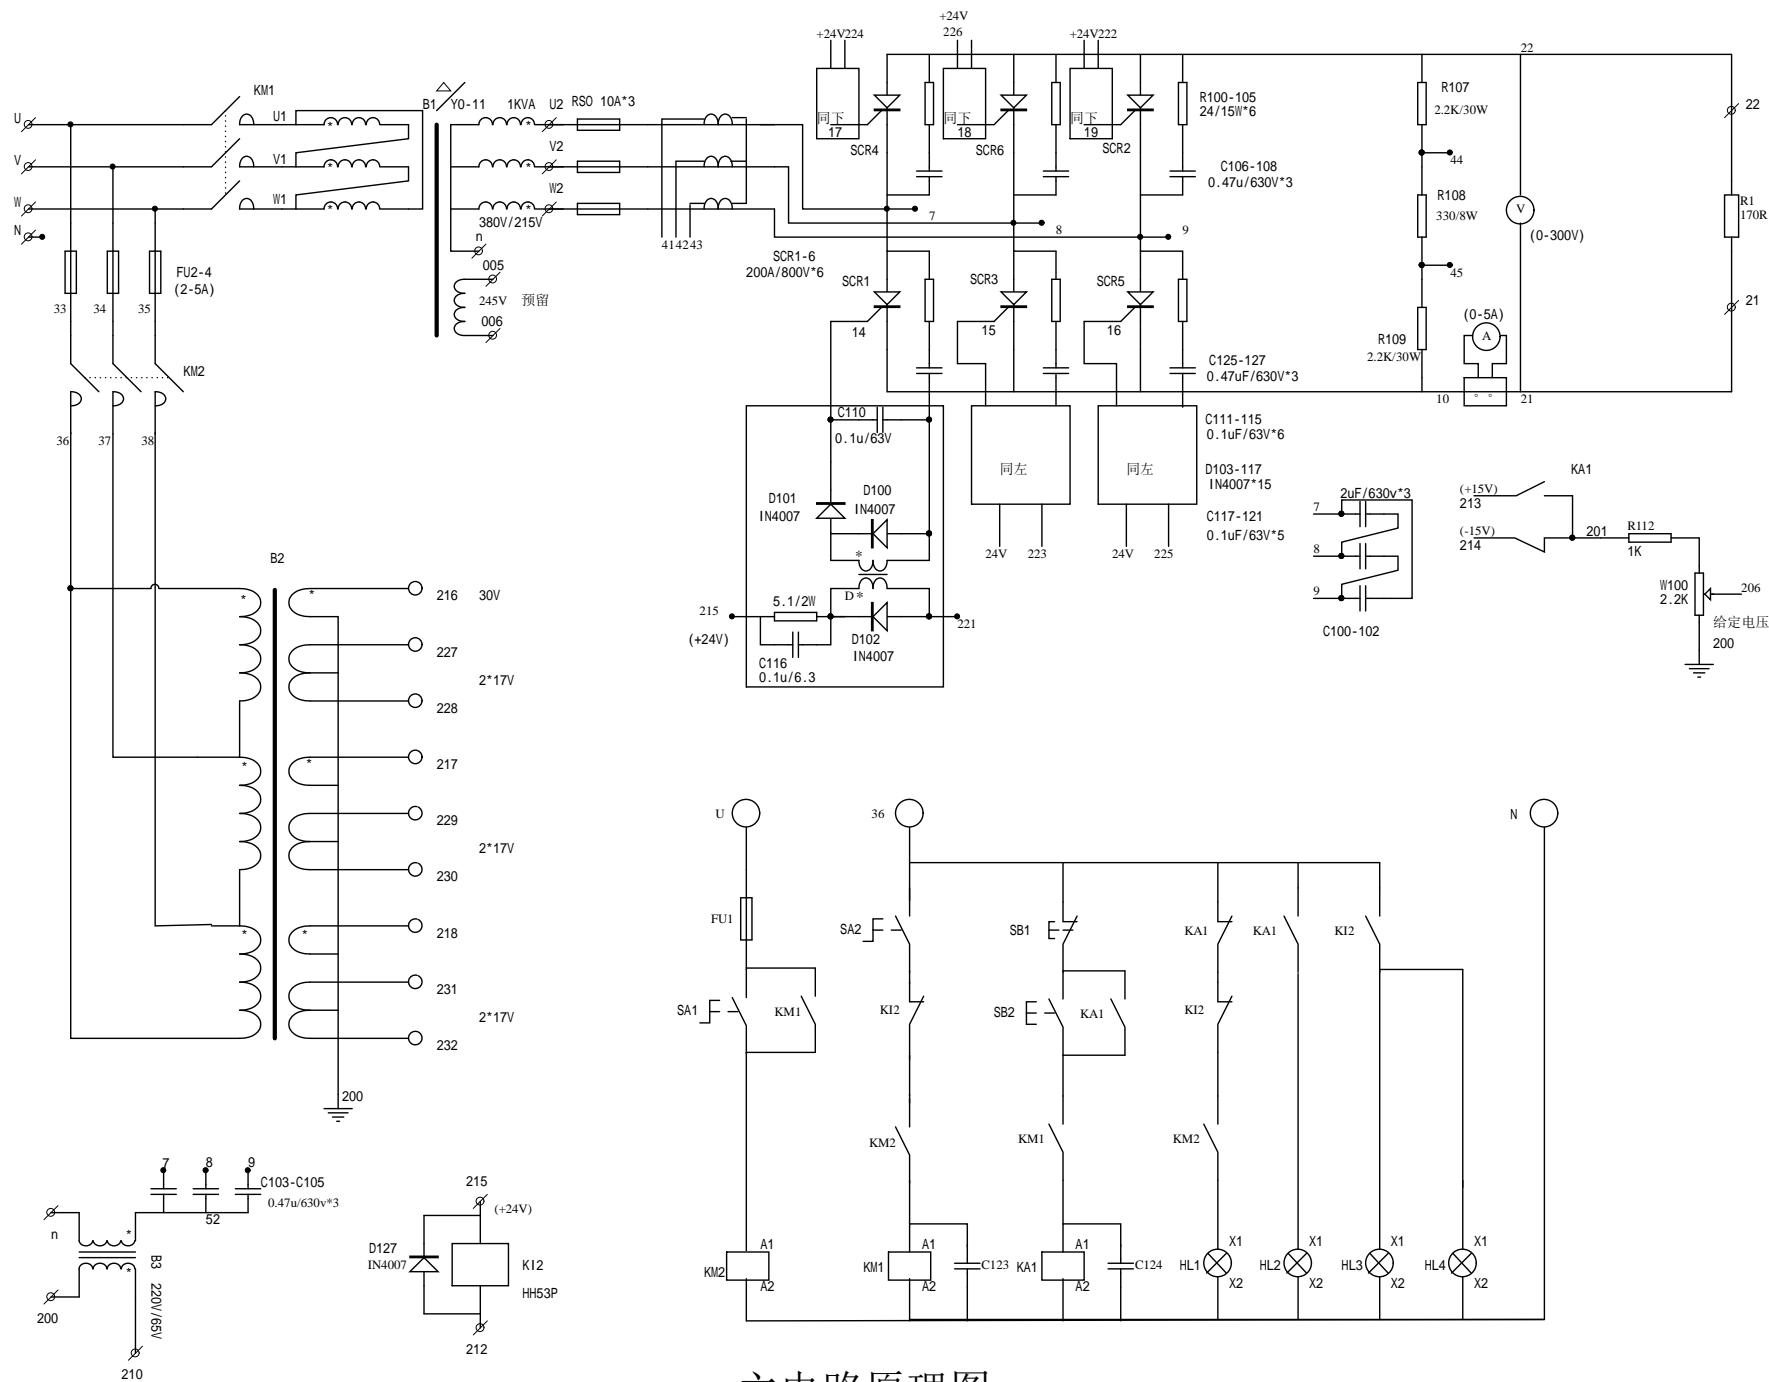 +24V224
+24V
226
+24V222
22
KM1
B1
Y0-11
1KVA
U2
RSO 10A*3
U
U1
V
V1
V2
W
W1
W2
N
380V/215V
n
005
245V
预留
006
414243
同下
17
SCR4
同下
18
SCR6
同下
19
SCR2
R100-105
24/15W*6
C106-108
0.47u/630V*3
7
8
9
R107
2.2K/30W
44
R108
330/8W
45
R109
2.2K/30W
V
(0-300V)
22
R1
170R
21
(0-5A)
A
10
21
FU2-4
(2-5A)
33
34
35
KM2
36
37
38
SCR1-6
200A/800V*6
SCR1
14
SCR3
15
SCR5
16
C125-127
0.47uF/630V*3
C110
0.1u/63V
D101
IN4007
D100
IN4007
*
D*
215
(+24V)
5.1/2W
D102
IN4007
221
C116
0.1u/6.3
同左
24V
223
同左
24V
225
C111-115
0.1uF/63V*6
D103-117
IN4007*15
C117-121
0.1uF/63V*5
2uF/630v*3
7
8
9
C100-102
KA1
(+15V)
213
(-15V)
214
201
R112
1K
W100
2.2K
206
给定电压
200
B2
216
30V
227
2*17V
228
217
229
2*17V
230
218
231
2*17V
232
200
U
36
N
FU1
SA1
KM1
KM2
A1
A2
SA2
KI2
KM2
KM1
A1
A2
C123
SB1
SB2
KA1
KM1
KA1
A1
A2
C124
KA1
KI2
KM2
HL1
X1
X2
KA1
HL2
X1
X2
KI2
HL3
X1
X2
HL4
X1
X2
7
8
9
C103-C105
0.47u/630v*3
52
n
B3 220V/65V
200
210
215
(+24V)
D127
IN4007
KI2
HH53P
212
主电路原理图